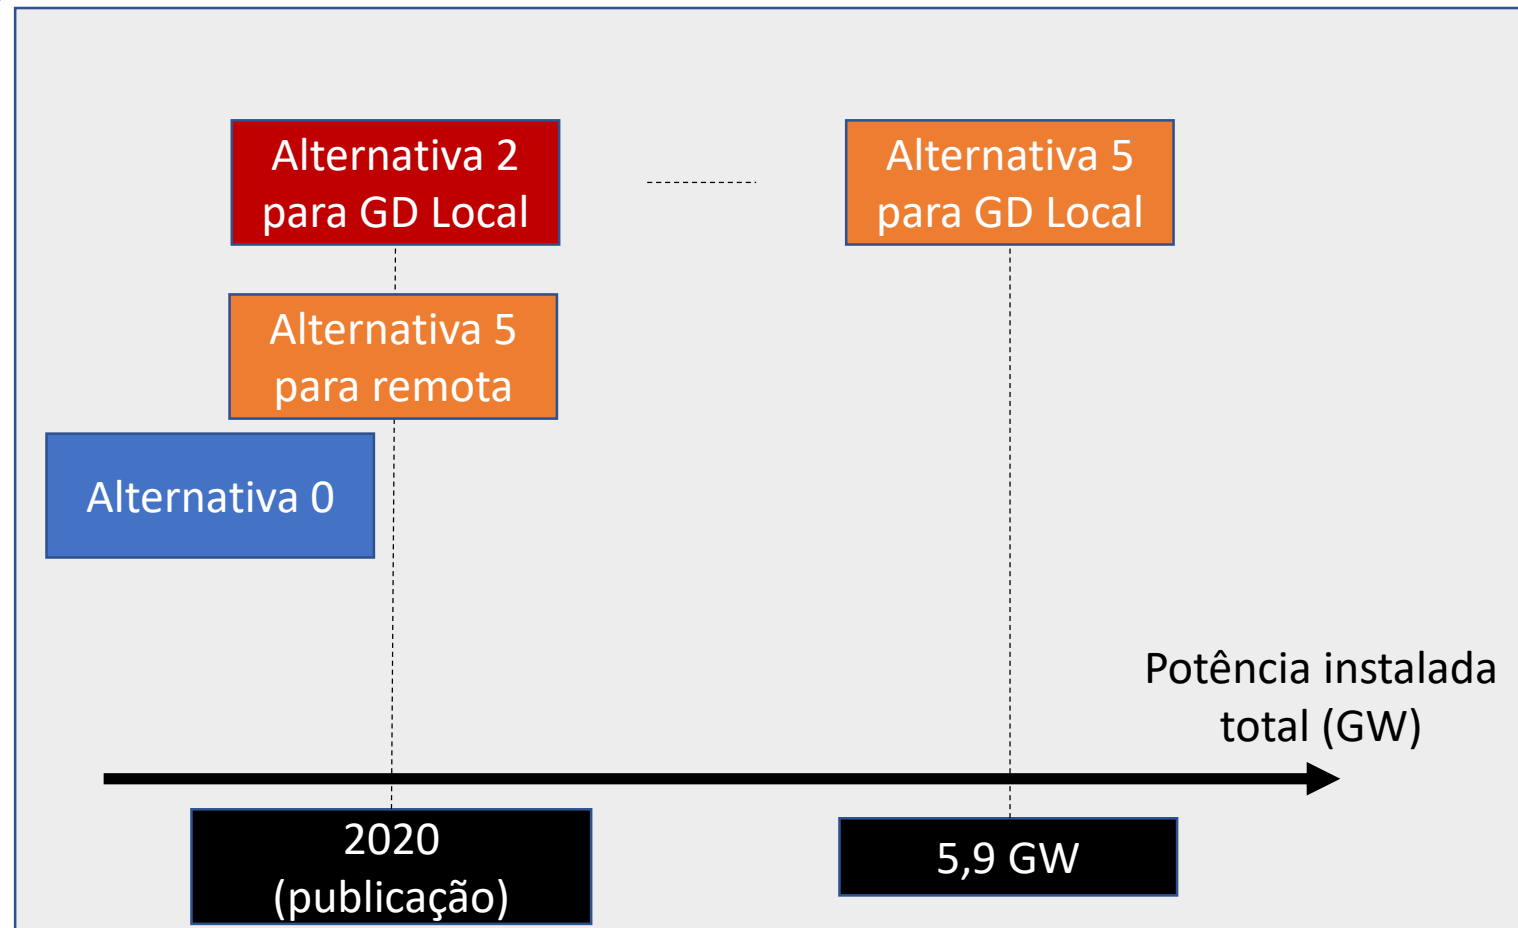 Alternativa 2
para GD Local
Alternativa 5
para GD Local
Alternativa 5
para remota
Alternativa 0
Potência instalada
total (GW)
2020
(publicação)
5,9 GW